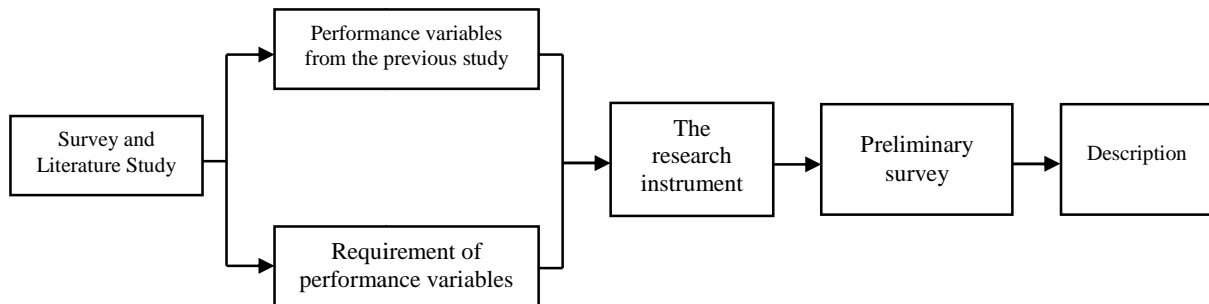 Survey and
Literature Study
Performance variables
from the previous study
Requirement of
performance variables
The
research
instrument
Preliminary
survey
Description